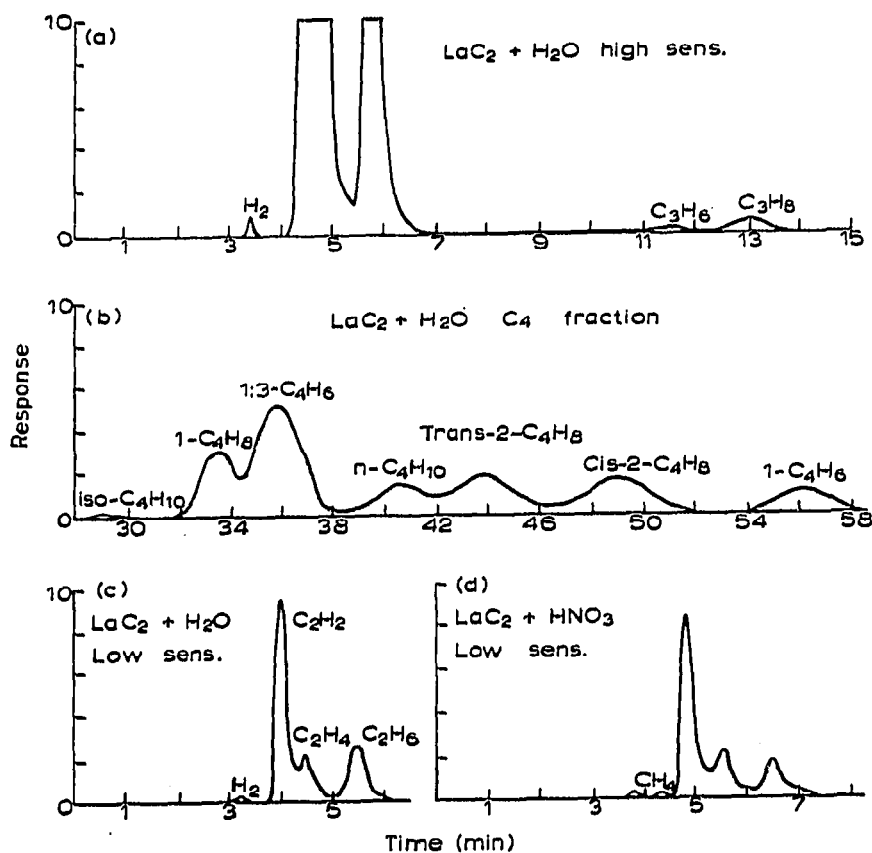 10
(a)
LaC2 + H2O high sens.
H2
C3H6
C3H8
0
1
3
5
7
9
11
13
15
10
(b)
LaC2 + H2O C4 fraction
1:3-C4H6
1-C4H8
Trans-2-C4H8
n-C4H10
Cis-2-C4H8
1-C4H6
iso-C4H10
0
30
34
38
42
46
50
54
58
Response
10
(c)
LaC2 + H2O
Low sens.
C2H2
C2H4
C2H6
H2
0
1
3
5
(d)
LaC2 + HNO3
Low sens.
CH4
1
3
5
7
Time (min)